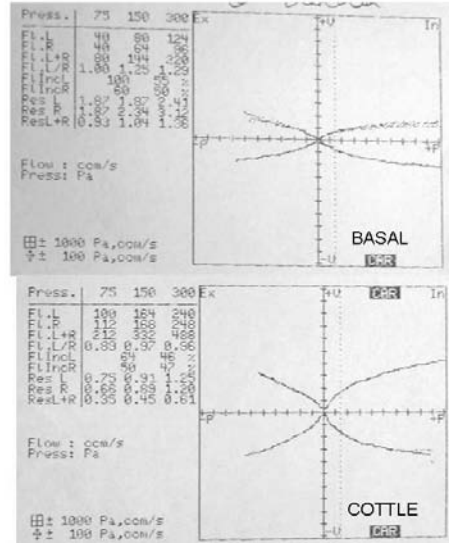 Press. 75 150 300
Fl.L 40 80 124
Fl.R 40 64 96
Fl.L+R 80 144 220
Fl.L/R 1.00 1.25 1.29
FlIncL 100 55 %
FlIncR 60 50 %
Res L 1.87 1.87 2.41
Res R 1.87 2.34 3.12
ResL+R 0.93 1.04 1.36
Flow : ccm/s
Press: Pa
± 1000 Pa,ccm/s
± 100 Pa,ccm/s
Ex In
-P +P
BASAL
-V CAR
Press. 75 150 300
Fl.L 100 164 240
Fl.R 112 168 248
Fl.L+R 212 332 488
Fl.L/R 0.89 0.97 0.96
FlIncL 64 46 %
FlIncR 50 47 %
Res L 0.75 0.91 1.25
Res R 0.66 0.89 1.20
ResL+R 0.35 0.45 0.61
Flow : ccm/s
Press: Pa
± 1000 Pa,ccm/s
± 100 Pa,ccm/s
Ex +V CAR In
-P +P
COTTLE
-V CAR